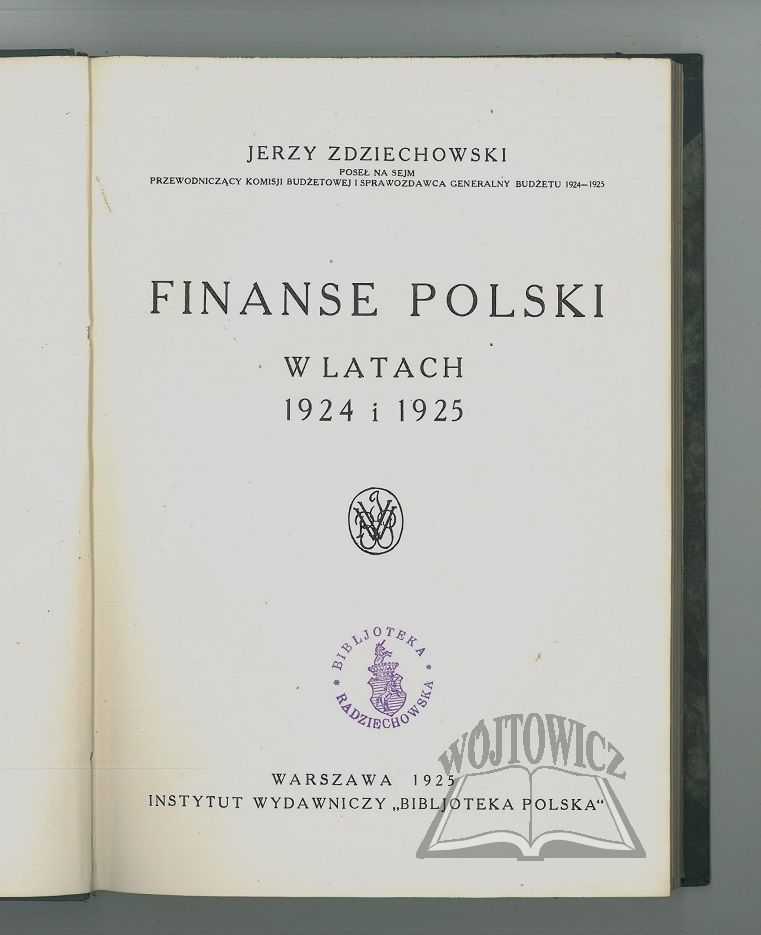 JERZY ZDZIECHOWSKI
POSEŁ NA SEJM
PRZEWODNICZĄCY KOMISJI BUDŻETOWEJ I SPRAWOZDAWCA GENERALNY BUDŻETU 1924—1925
FINANSE POLSKI
W LATACH
1924 i 1925
* BIBLJOTEKA *
RADZIECHOWSKA
WÓJTOWICZ
WARSZAWA 1925
INSTYTUT WYDAWNICZY „BIBLJOTEKA POLSKA“